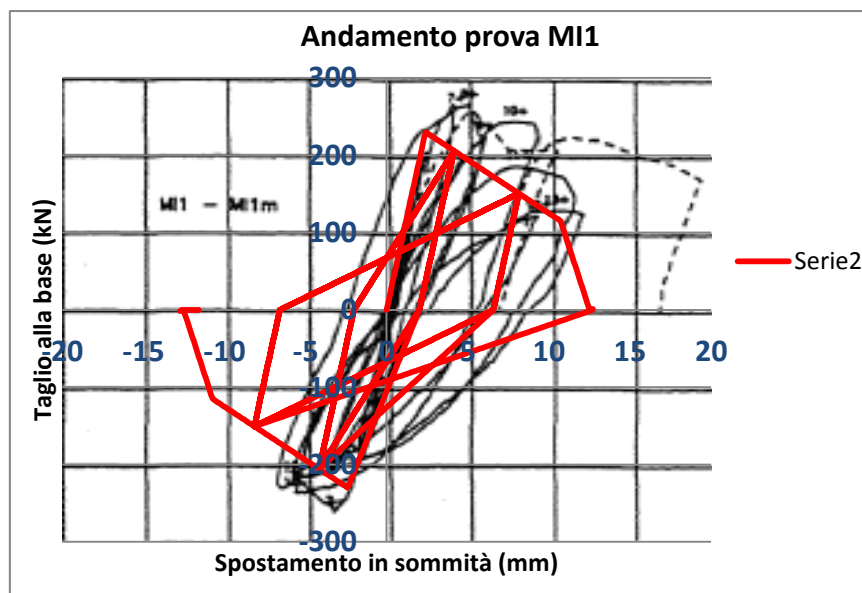 Andamento prova MI1
300
200
100
0
-100
-200
-300
-20 -15 -10 -5 0 5 10 15 20
MI1 – MI1m
10+
Taglio alla base (kN)
Spostamento in sommità (mm)
Serie2